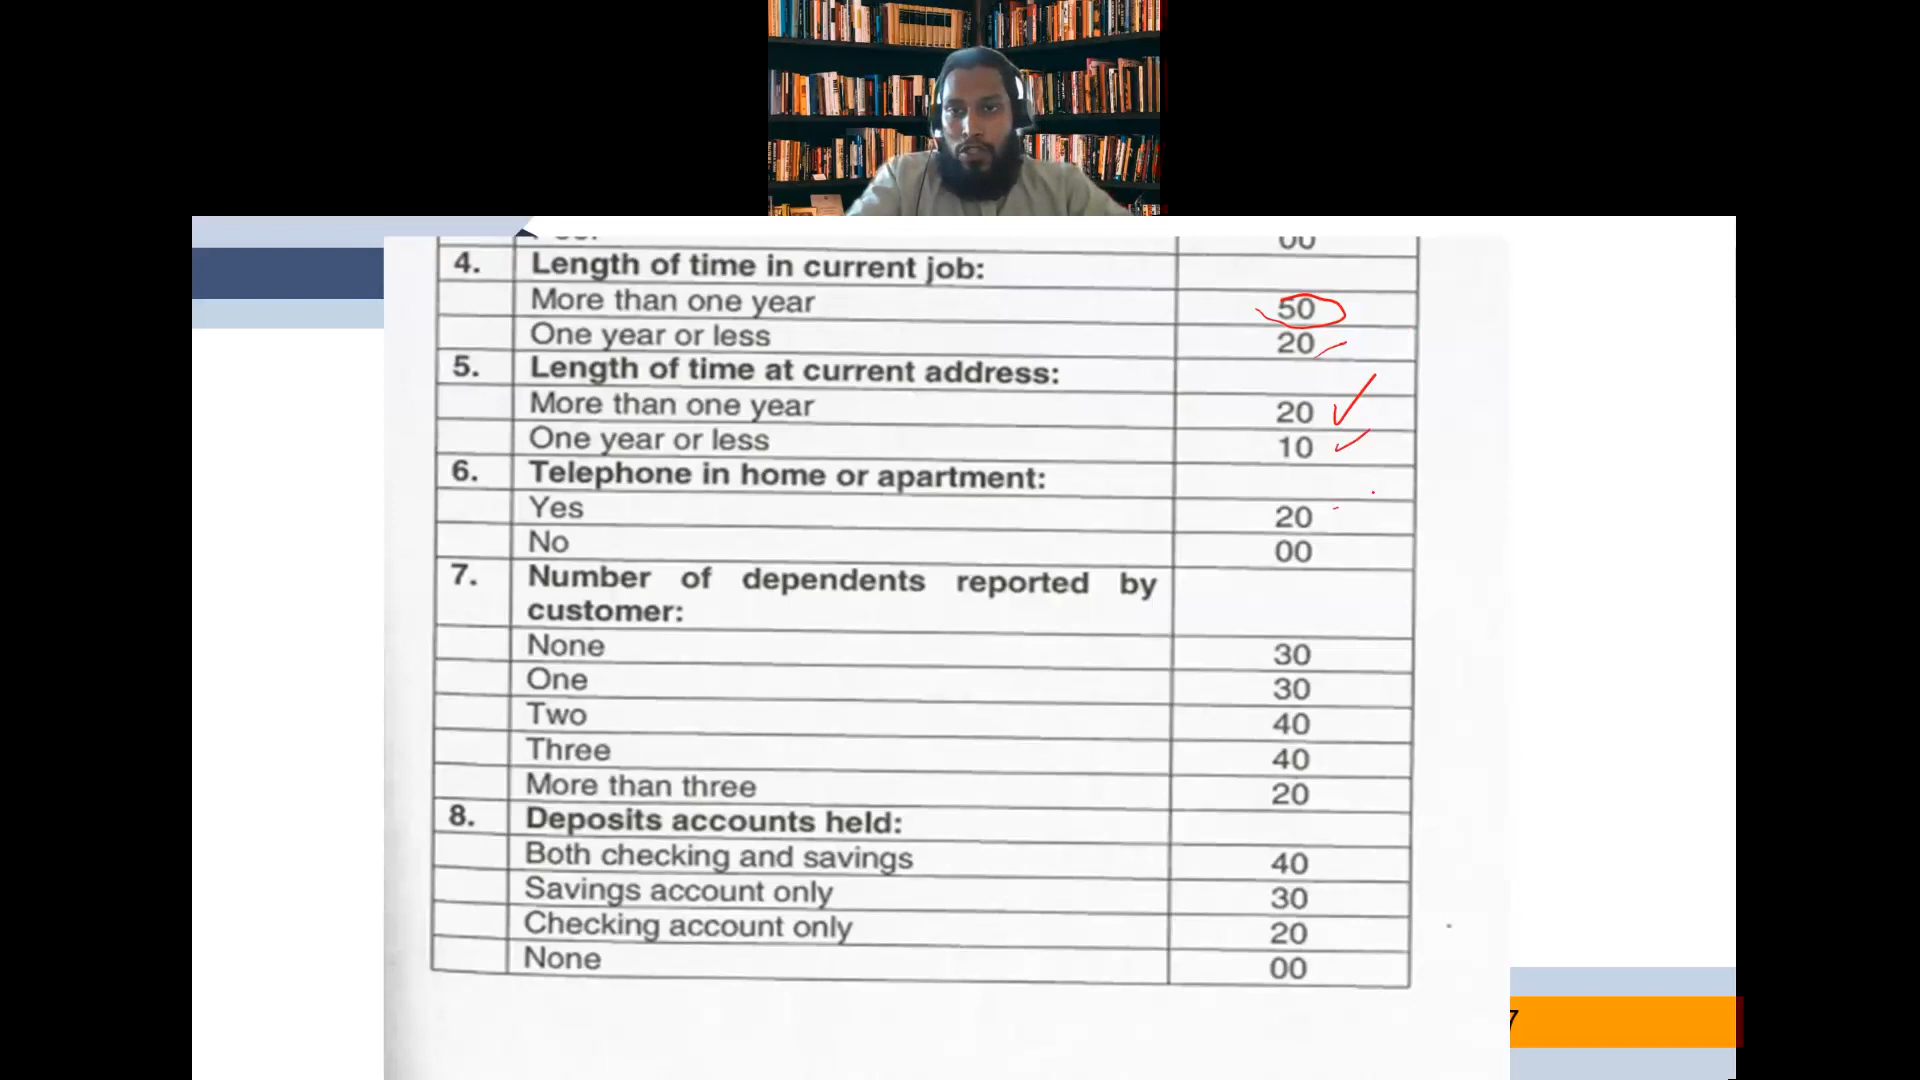 00
4. Length of time in current job:
More than one year 50
One year or less 20
5. Length of time at current address:
More than one year 20
One year or less 10
6. Telephone in home or apartment:
Yes 20
No 00
7. Number of dependents reported by
customer:
None 30
One 30
Two 40
Three 40
More than three 20
8. Deposits accounts held:
Both checking and savings 40
Savings account only 30
Checking account only 20
None 00
7